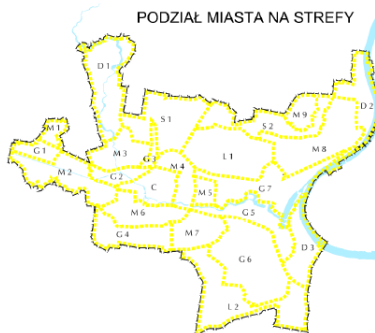 PODZIAŁ MIASTA NA STREFY
D 1
D 2
S 1
M 9
S 2
M 1
G 1
M 3
G 3
M 4
L 1
M 8
M 2
G 2
C
M 5
G 7
M 6
G 5
G 4
M 7
D 3
G 6
L 2